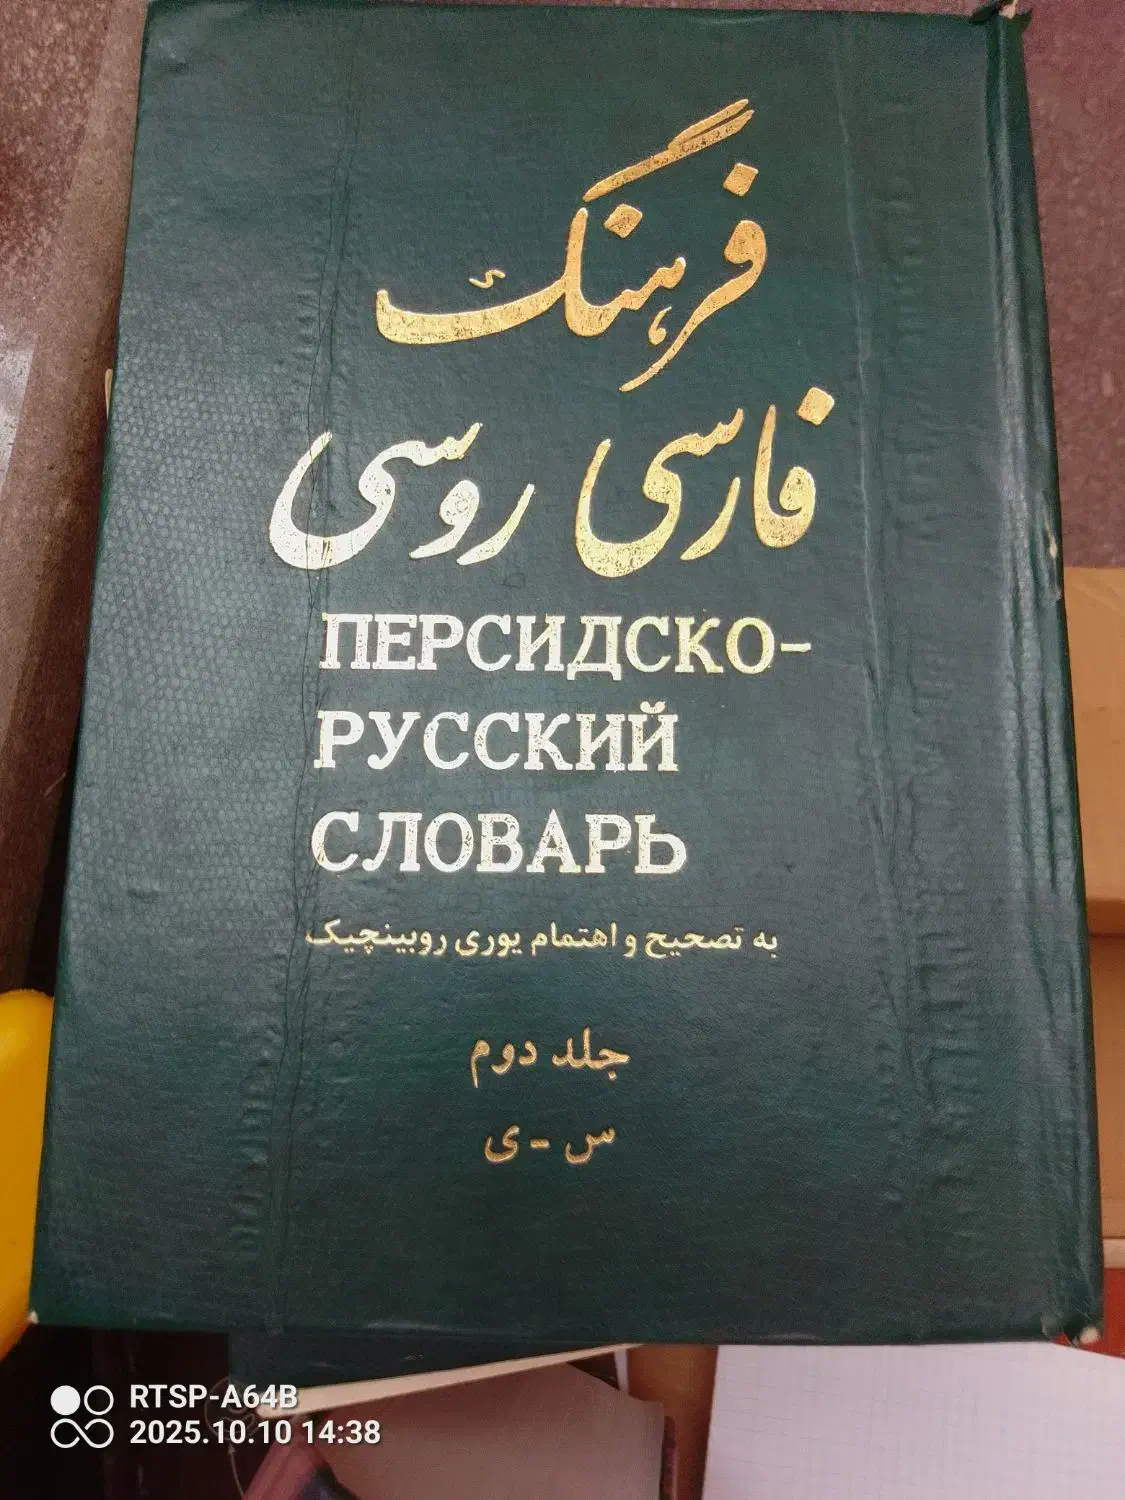 فرهنگ
فارسی روسی
ПЕРСИДСКО-
РУССКИЙ
СЛОВАРЬ
به تصحیح و اهتمام یوری روبینچیک
جلد دوم
س - ی
RTSP-A64B
2025.10.10 14:38